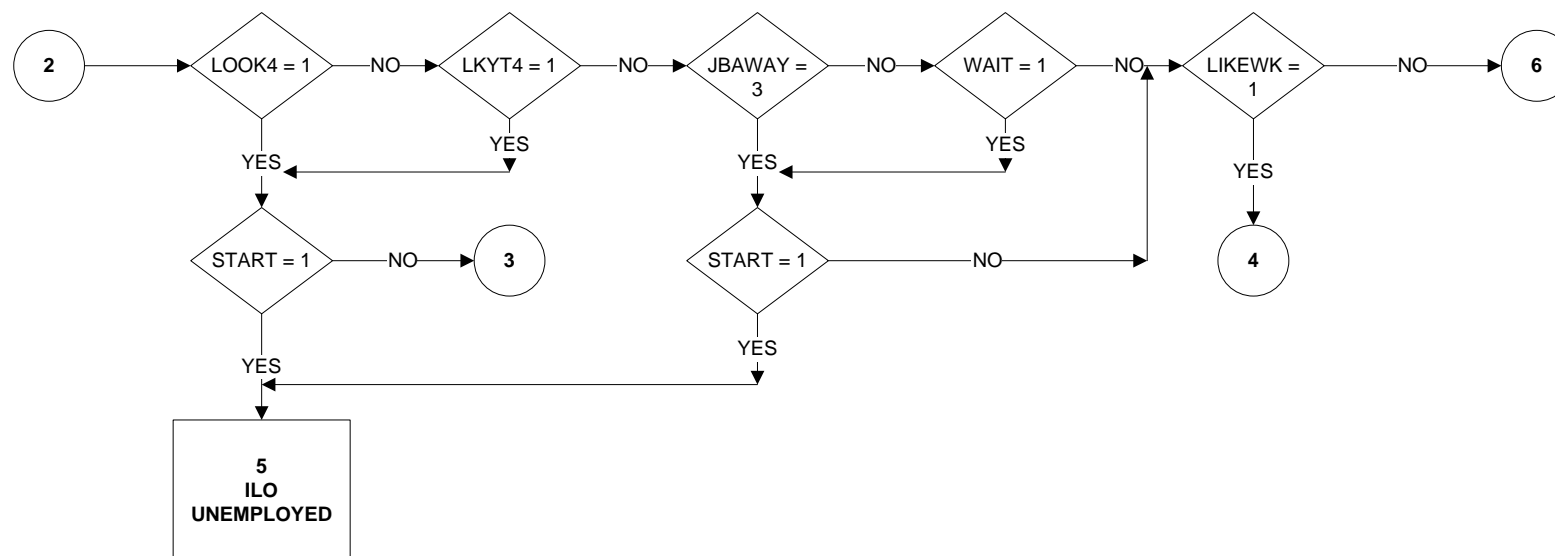 2
LOOK4 = 1
NO
LKYT4 = 1
NO
JBAWAY =
3
NO
WAIT = 1
NO
LIKEWK =
1
NO
6
YES
YES
YES
YES
YES
START = 1
NO
3
START = 1
NO
4
YES
YES
5
ILO
UNEMPLOYED